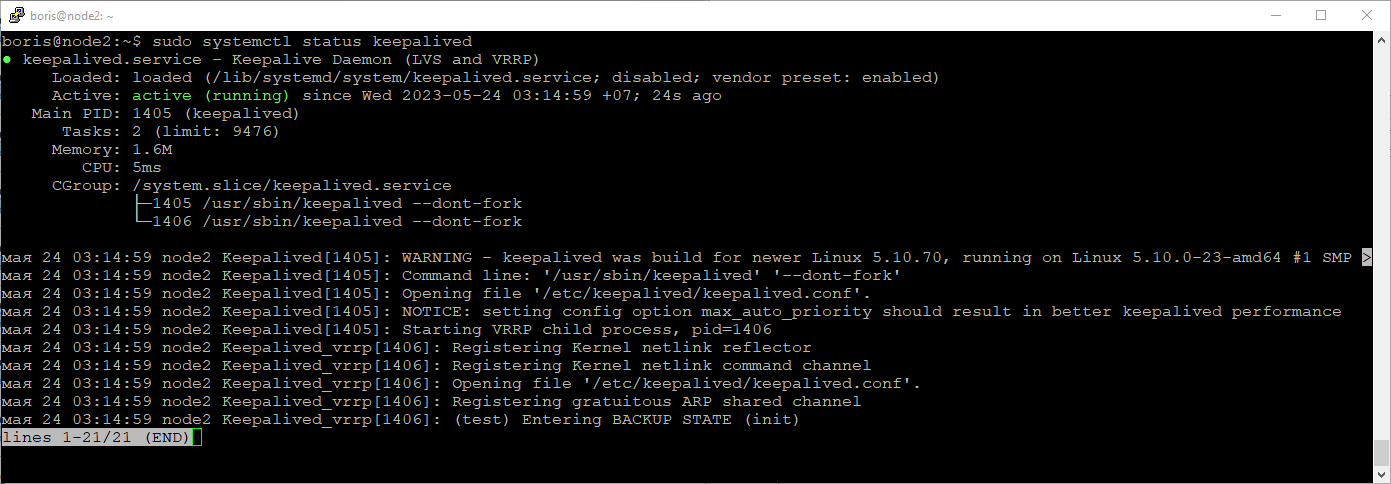 boris@node2: ~
boris@node2:~$ sudo systemctl status keepalived
● keepalived.service - Keepalive Daemon (LVS and VRRP)
     Loaded: loaded (/lib/systemd/system/keepalived.service; disabled; vendor preset: enabled)
     Active: active (running) since Wed 2023-05-24 03:14:59 +07; 24s ago
   Main PID: 1405 (keepalived)
      Tasks: 2 (limit: 9476)
     Memory: 1.6M
        CPU: 5ms
     CGroup: /system.slice/keepalived.service
             ├─1405 /usr/sbin/keepalived --dont-fork
             └─1406 /usr/sbin/keepalived --dont-fork
мая 24 03:14:59 node2 Keepalived[1405]: WARNING - keepalived was build for newer Linux 5.10.70, running on Linux 5.10.0-23-amd64 #1 SMP >
мая 24 03:14:59 node2 Keepalived[1405]: Command line: '/usr/sbin/keepalived' '--dont-fork'
мая 24 03:14:59 node2 Keepalived[1405]: Opening file '/etc/keepalived/keepalived.conf'.
мая 24 03:14:59 node2 Keepalived[1405]: NOTICE: setting config option max_auto_priority should result in better keepalived performance
мая 24 03:14:59 node2 Keepalived[1405]: Starting VRRP child process, pid=1406
мая 24 03:14:59 node2 Keepalived_vrrp[1406]: Registering Kernel netlink reflector
мая 24 03:14:59 node2 Keepalived_vrrp[1406]: Registering Kernel netlink command channel
мая 24 03:14:59 node2 Keepalived_vrrp[1406]: Opening file '/etc/keepalived/keepalived.conf'.
мая 24 03:14:59 node2 Keepalived_vrrp[1406]: Registering gratuitous ARP shared channel
мая 24 03:14:59 node2 Keepalived_vrrp[1406]: (test) Entering BACKUP STATE (init)
lines 1-21/21 (END)